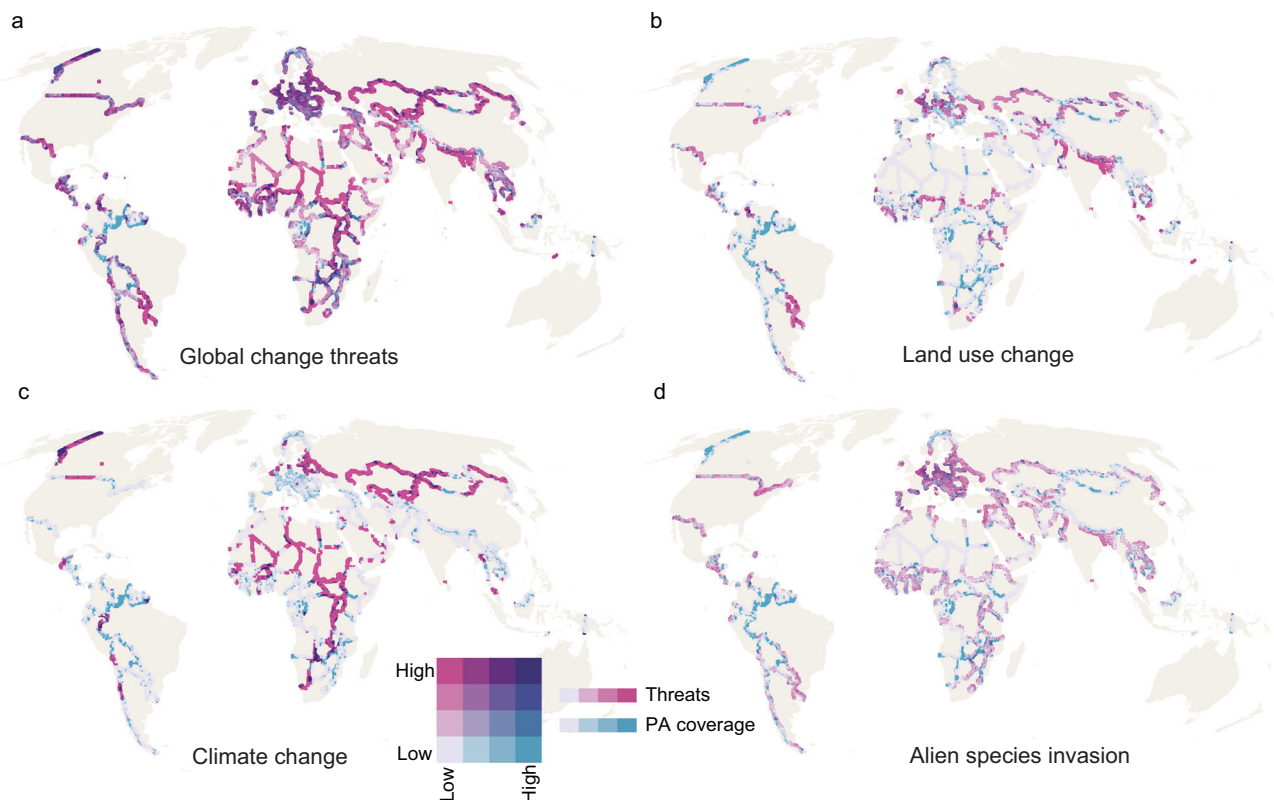 a
b
Global change threats
Land use change
c
d
High
Low
Low
High
Threats
PA coverage
Climate change
Alien species invasion